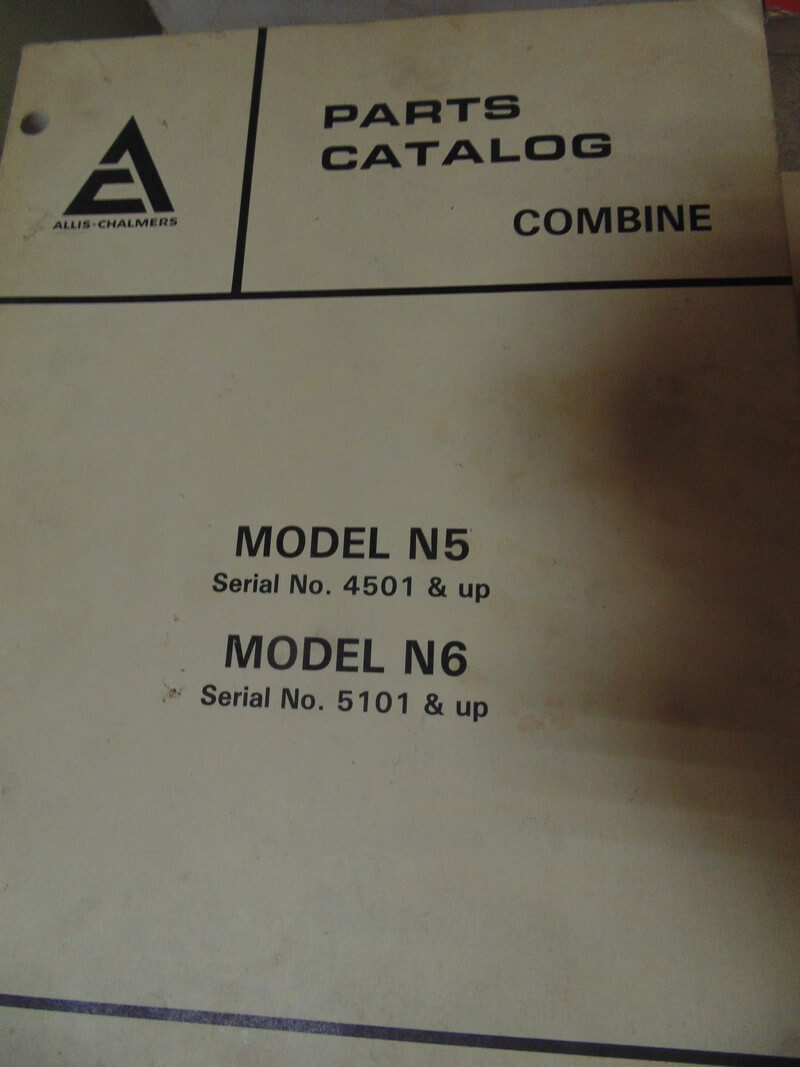 PARTS
CATALOG
COMBINE
ALLIS-CHALMERS
MODEL N5
Serial No. 4501 & up
MODEL N6
Serial No. 5101 & up